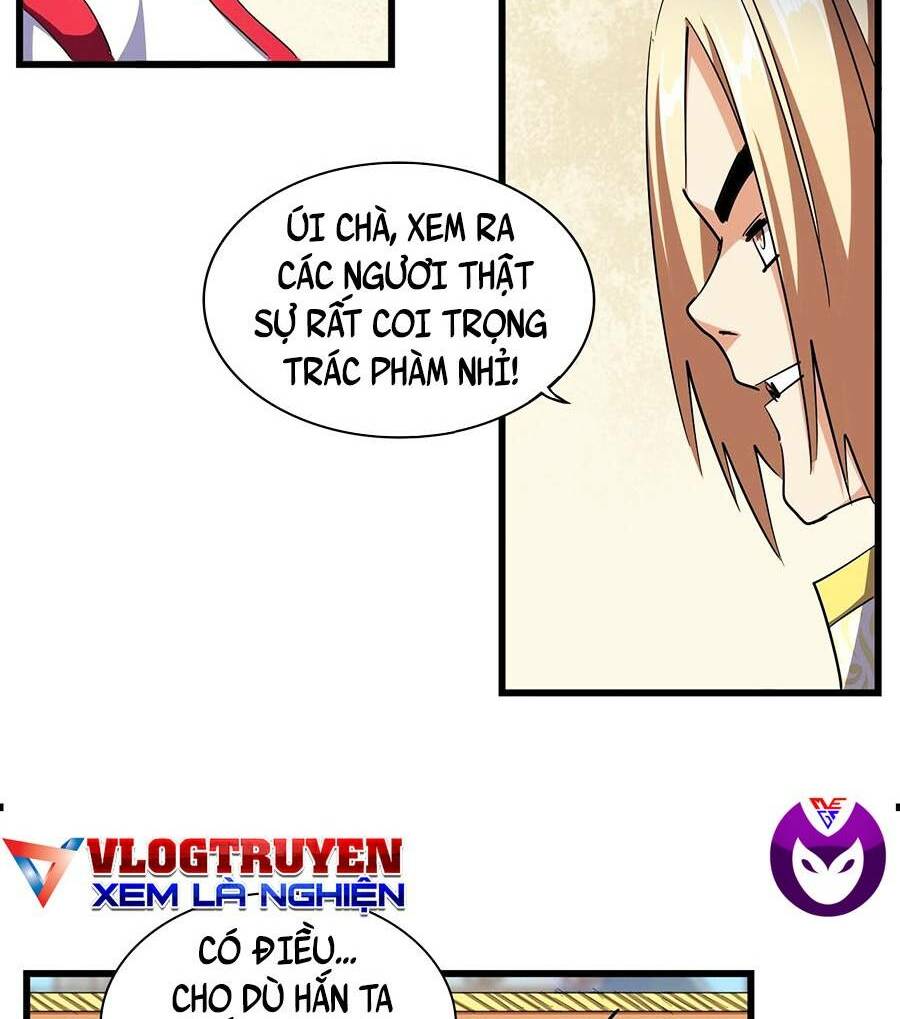 ÚI CHÀ, XEM RA
CÁC NGƯƠI THẬT
SỰ RẤT COI TRỌNG
TRÁC PHÀM NHỈ!
VLOGTRUYEN
XEM LÀ NGHIỆN
CÓ ĐIỀU...
CHO DÙ HẮN TA